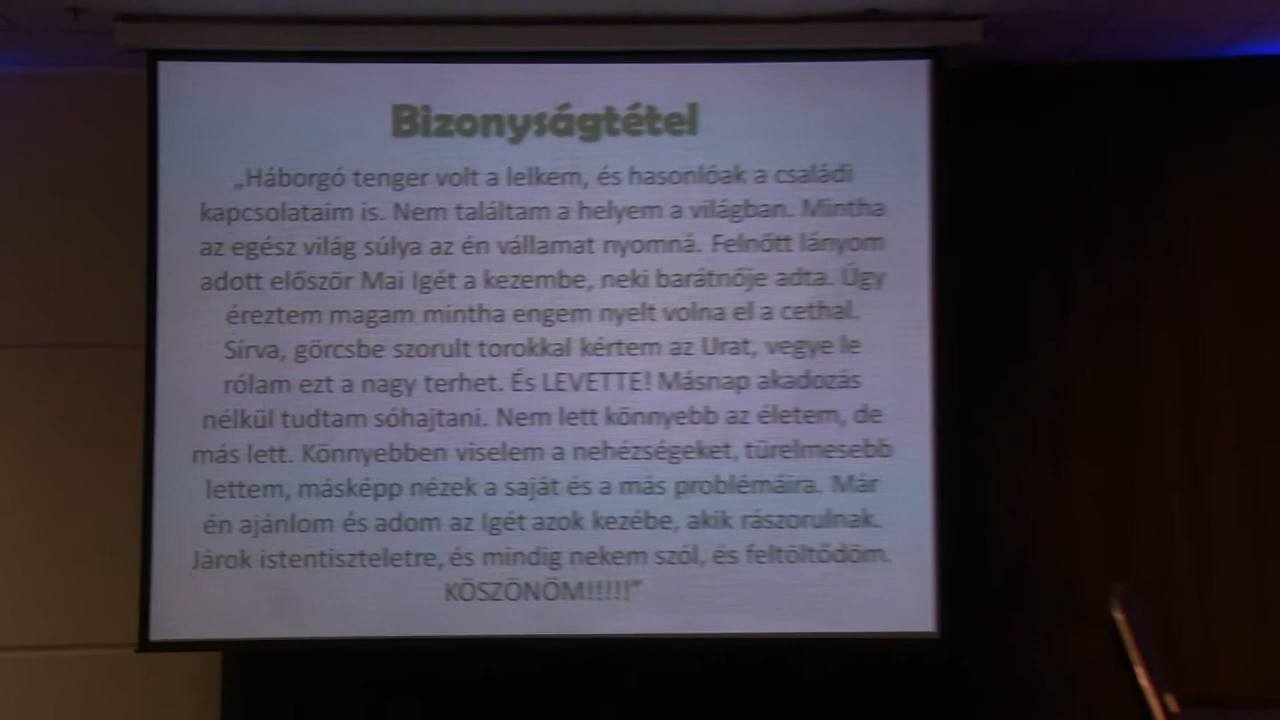 Bizonyságtétel
„Háborgó tenger volt a lelkem, és hasonlóak a családi
kapcsolataim is. Nem találtam a helyem a világban. Mintha
az egész világ súlya az én vállamat nyomná. Felnőtt lányom
adott először Mai Igét a kezembe, neki barátnője adta. Úgy
éreztem magam mintha engem nyelt volna el a cethal.
Sírva, görcsbe szorult torokkal kértem az Urat, vegye le
rólam ezt a nagy terhet. És LEVETTE! Másnap akadozás
nélkül tudtam sóhajtani. Nem lett könnyebb az életem, de
más lett. Könnyebben viselem a nehézségeket, türelmesebb
lettem, másképp nézek a saját és a más problémáira. Már
én ajánlom és adom az Igét azok kezébe, akik rászorulnak.
Járok istentiszteletre, és mindig nekem szól, és feltöltődöm.
KÖSZÖNÖM!!!!!”